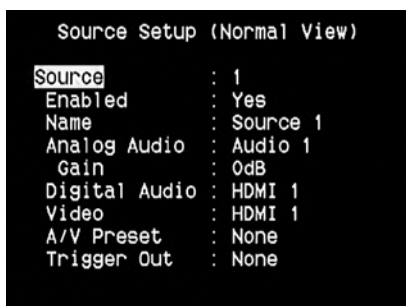 Source Setup (Normal View)
Source : 1
Enabled : Yes
Name : Source 1
Analog Audio : Audio 1
Gain : 0dB
Digital Audio : HDMI 1
Video : HDMI 1
A/V Preset : None
Trigger Out : None